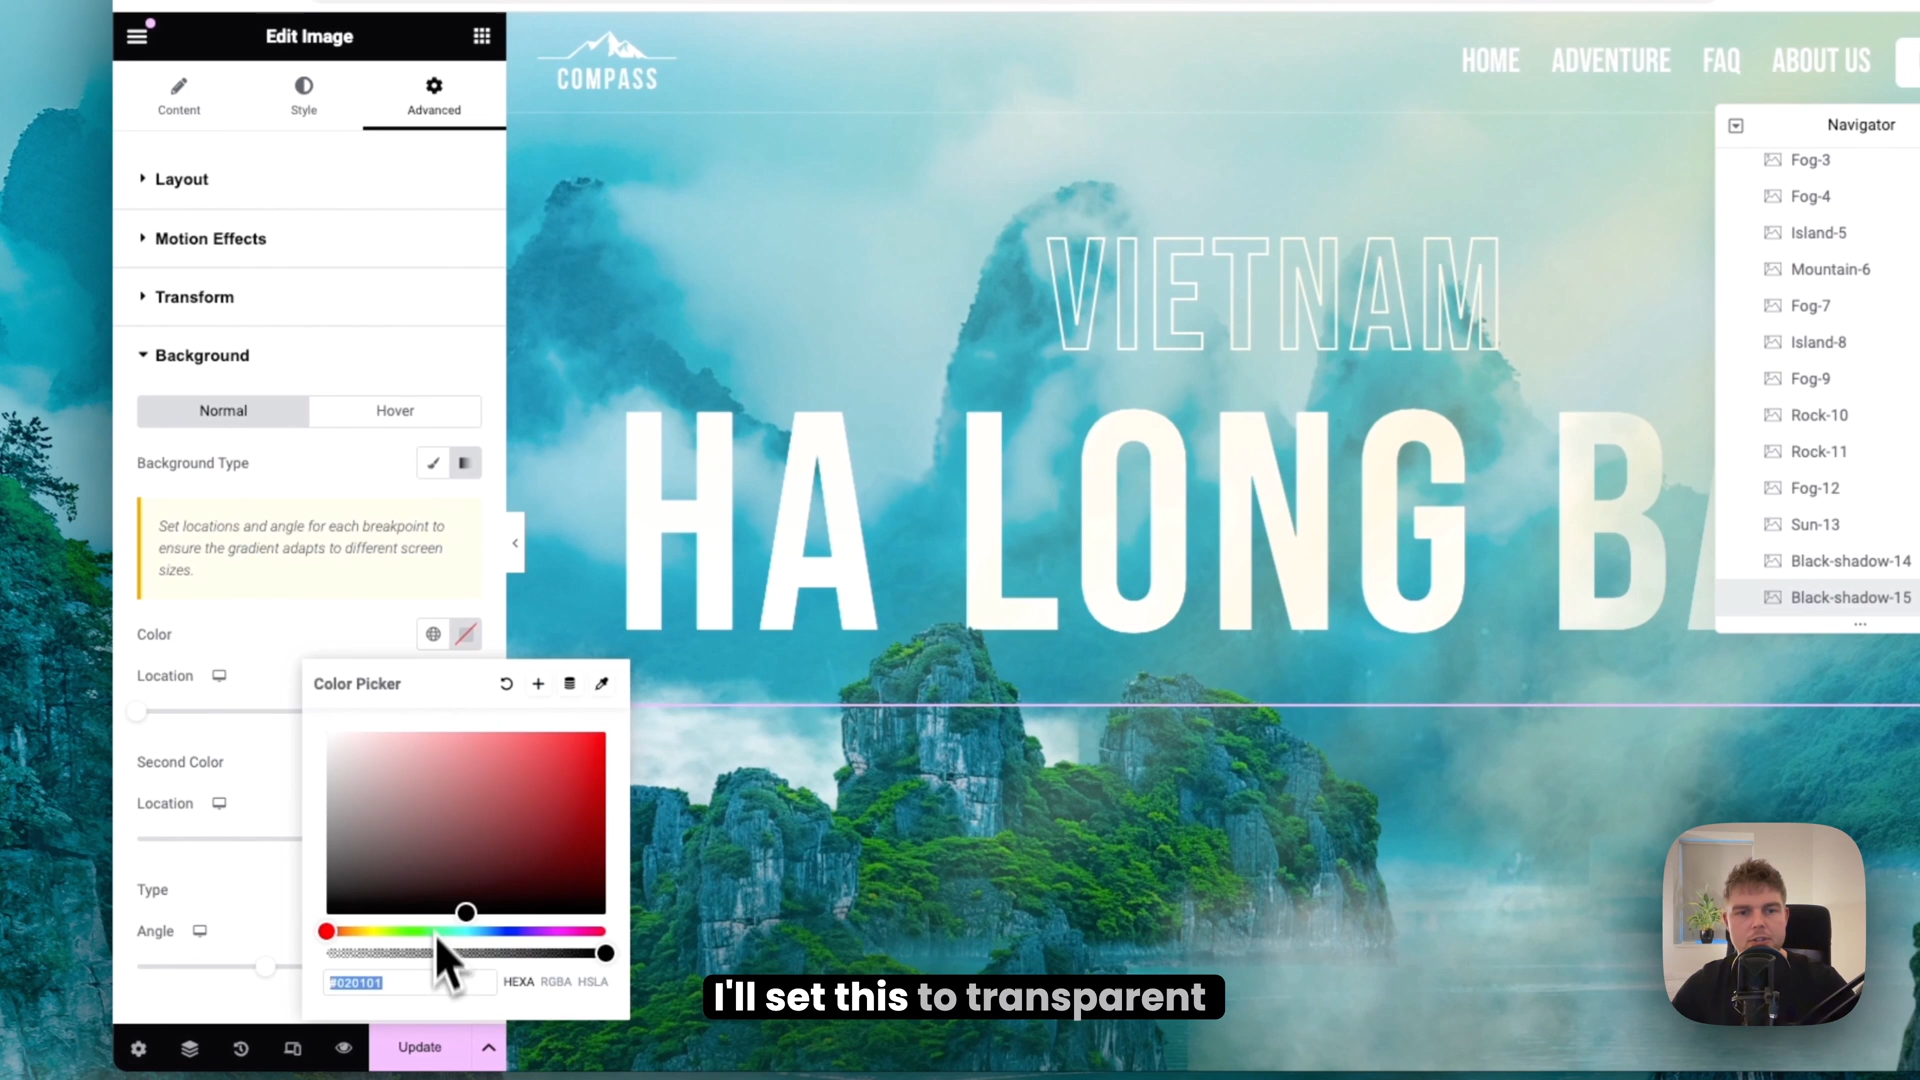 Edit Image
Content
Style
Advanced
Layout
Motion Effects
Transform
Background
Normal
Hover
Background Type
Set locations and angle for each breakpoint to
ensure the gradient adapts to different screen
sizes.
Color
Location
Second Color
Location
Type
Angle
Color Picker
#020101
HEXA RGBA HSLA
Update
COMPASS
HOME
ADVENTURE
FAQ
ABOUT US
VIETNAM
HA LONG BA
Navigator
Fog-3
Fog-4
Island-5
Mountain-6
Fog-7
Island-8
Fog-9
Rock-10
Rock-11
Fog-12
Sun-13
Black-shadow-14
Black-shadow-15
I'll set this to transparent